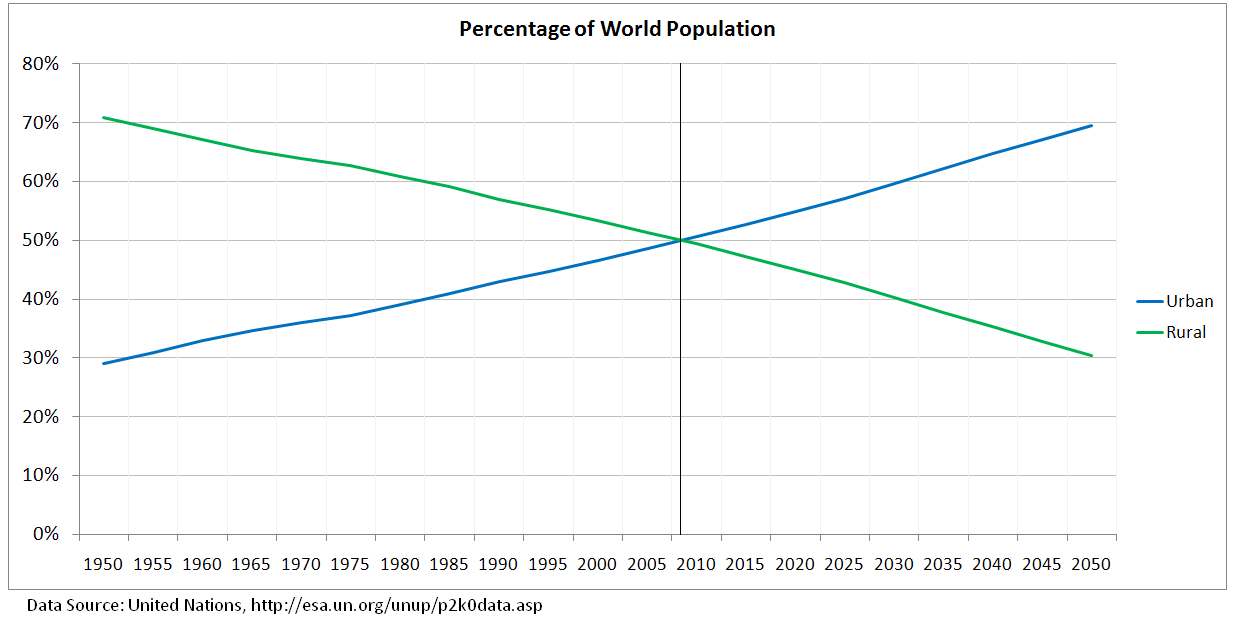 Percentage of World Population
80%
70%
60%
50%
40%
30%
20%
10%
0%
Urban
Rural
1950 1955 1960 1965 1970 1975 1980 1985 1990 1995 2000 2005 2010 2015 2020 2025 2030 2035 2040 2045 2050
Data Source: United Nations, http://esa.un.org/unup/p2k0data.asp